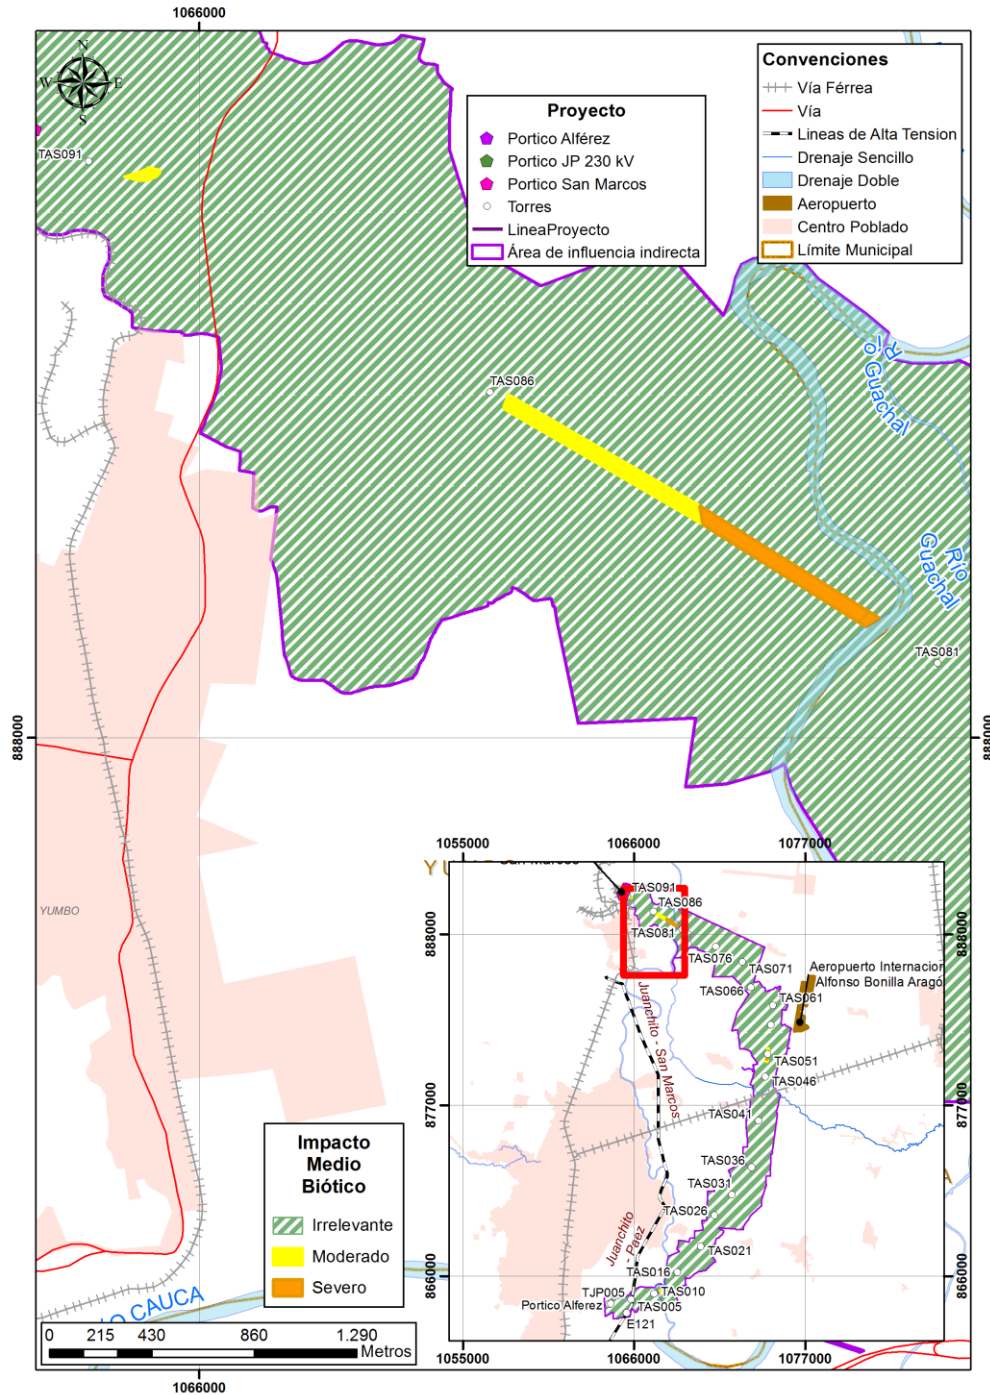 1066000
N
W E
S
TAS091
Proyecto
Portico Alférez
Portico JP 230 kV
Portico San Marcos
Torres
LineaProyecto
Área de influencia indirecta
Convenciones
Vía Férrea
Vía
Lineas de Alta Tension
Drenaje Sencillo
Drenaje Doble
Aeropuerto
Centro Poblado
Límite Municipal
Rí
o Guachal
TAS086
Río
Guachal
TAS081
888000
888000
YUMBO
1055000
1066000
1077000
TAS091
TAS086
TAS081
TAS076
TAS071
TAS066
TAS061
Aeropuerto Internacior
Alfonso Bonilla Aragó
TAS051
TAS046
TAS041
TAS036
TAS031
TAS026
TAS021
TAS016
TAS010
TJP005
TAS005
Portico Alferez
E121
Juanchito - San Marcos
Juanchito
- Paez
888000
877000
866000
888000
877000
866000
1055000
1066000
1077000
Impacto
Medio
Biótico
Irrelevante
Moderado
Severo
O CAUCA
0 215 430 860 1.290
Metros
1066000